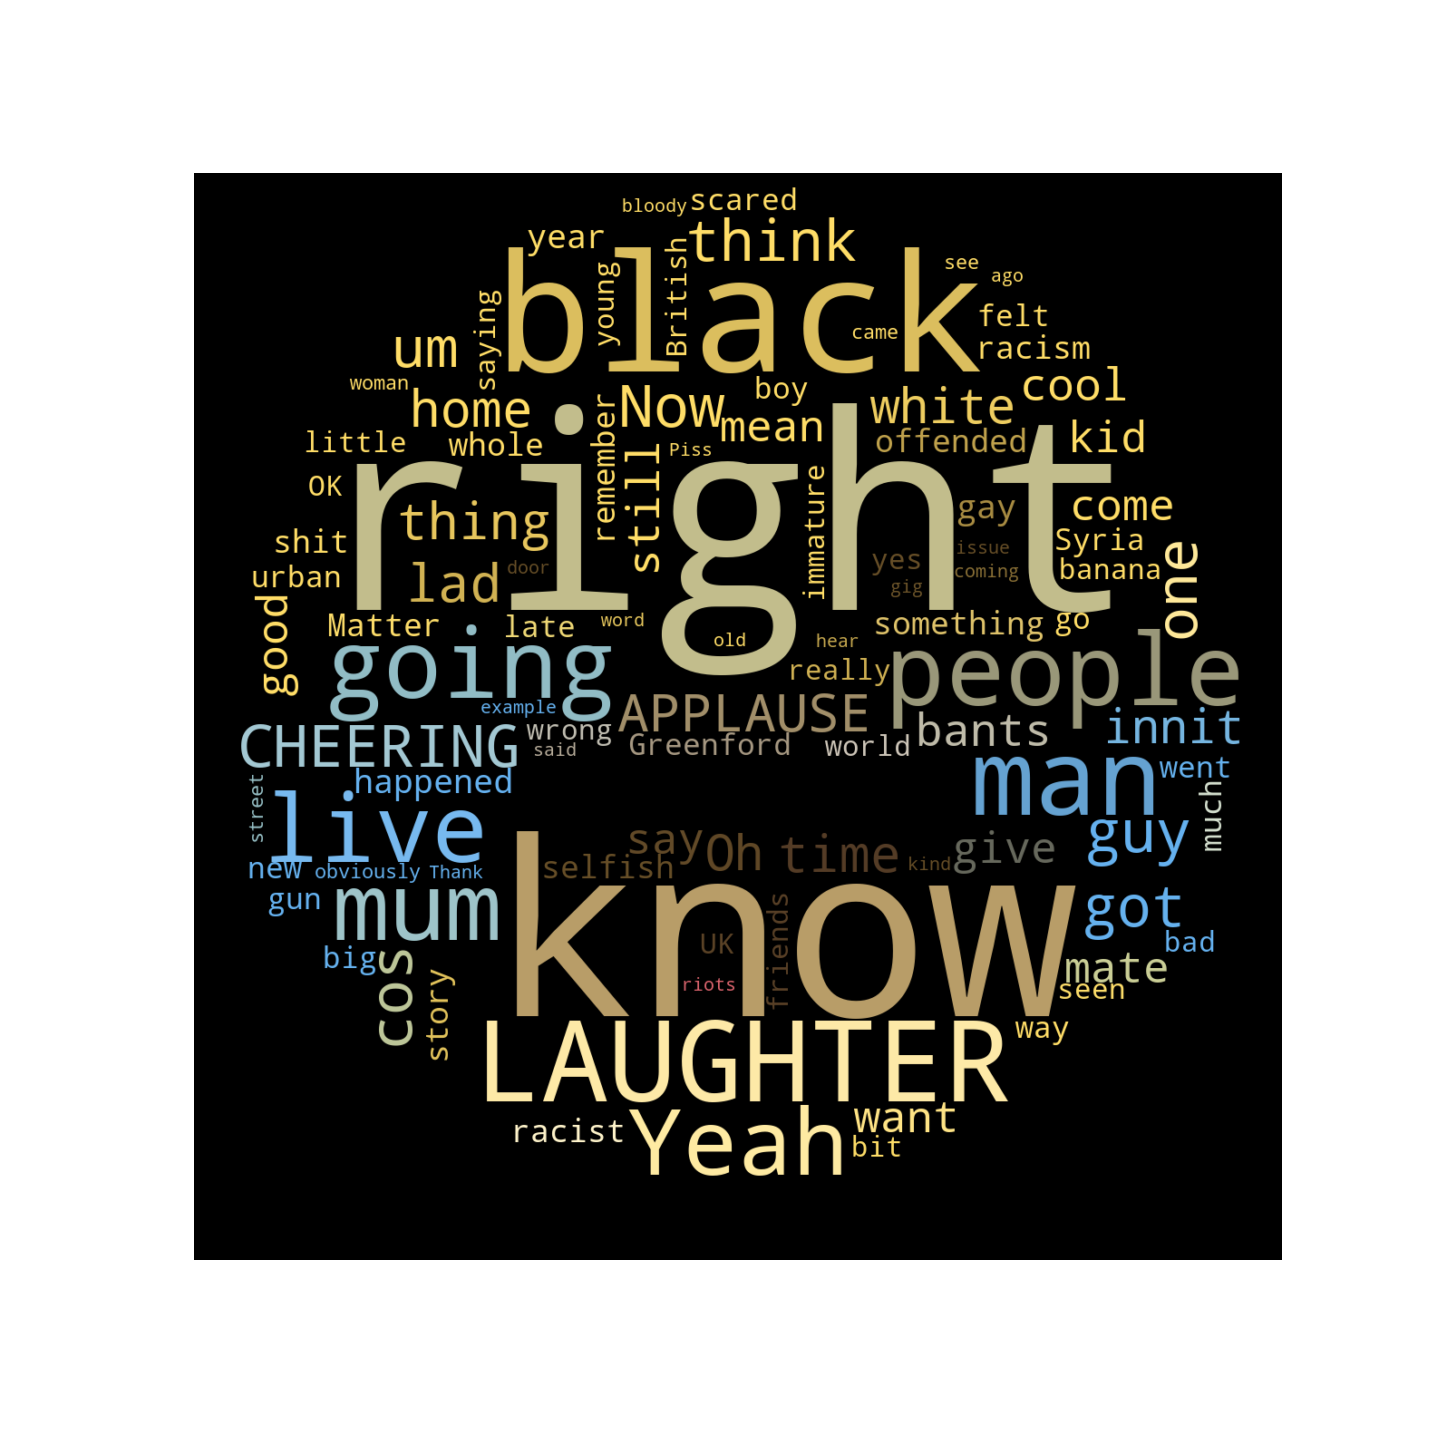 bloody scared
year think
black
British
young
saying
see
ago
came
felt
racism
um
woman
home
Now
boy
mean
white
cool
offended
kid
little
whole
remember
still
Piss
right
OK
thing
immature
gay
come
shit
Syria
urban
lad
door
yes
issue
coming
gig
banana
one
good
Matter
late
word
old
hear
something
go
going
really
people
example
APPLAUSE
bants
innit
CHEERING
wrong
said
Greenford
world
man
went
happened
street
live
much
guy
say
Oh
time
kind
give
selfish
new
obviously
Thank
gun
mum
know
got
bad
UK
riots
friends
big
cos
story
mate
seen
LAUGHTER
way
racist
Yeah
want
bit